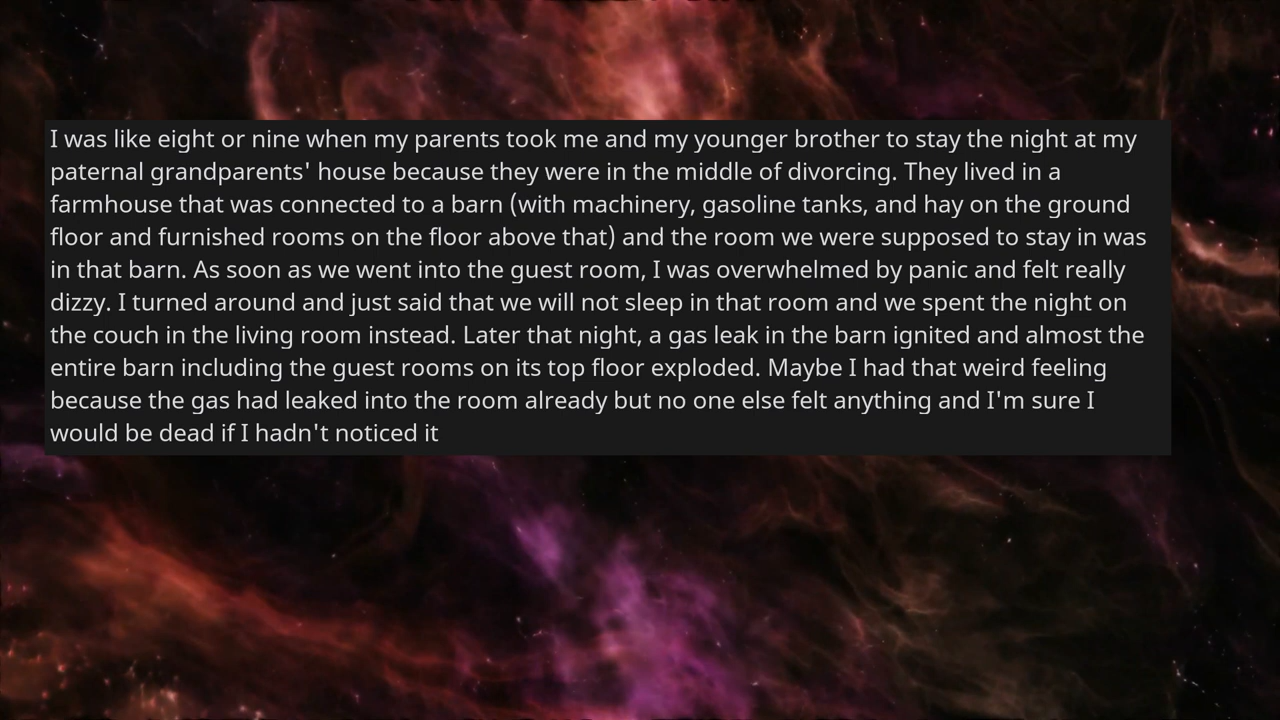 I was like eight or nine when my parents took me and my younger brother to stay the night at my
paternal grandparents' house because they were in the middle of divorcing. They lived in a
farmhouse that was connected to a barn (with machinery, gasoline tanks, and hay on the ground
floor and furnished rooms on the floor above that) and the room we were supposed to stay in was
in that barn. As soon as we went into the guest room, I was overwhelmed by panic and felt really
dizzy. I turned around and just said that we will not sleep in that room and we spent the night on
the couch in the living room instead. Later that night, a gas leak in the barn ignited and almost the
entire barn including the guest rooms on its top floor exploded. Maybe I had that weird feeling
because the gas had leaked into the room already but no one else felt anything and I'm sure I
would be dead if I hadn't noticed it